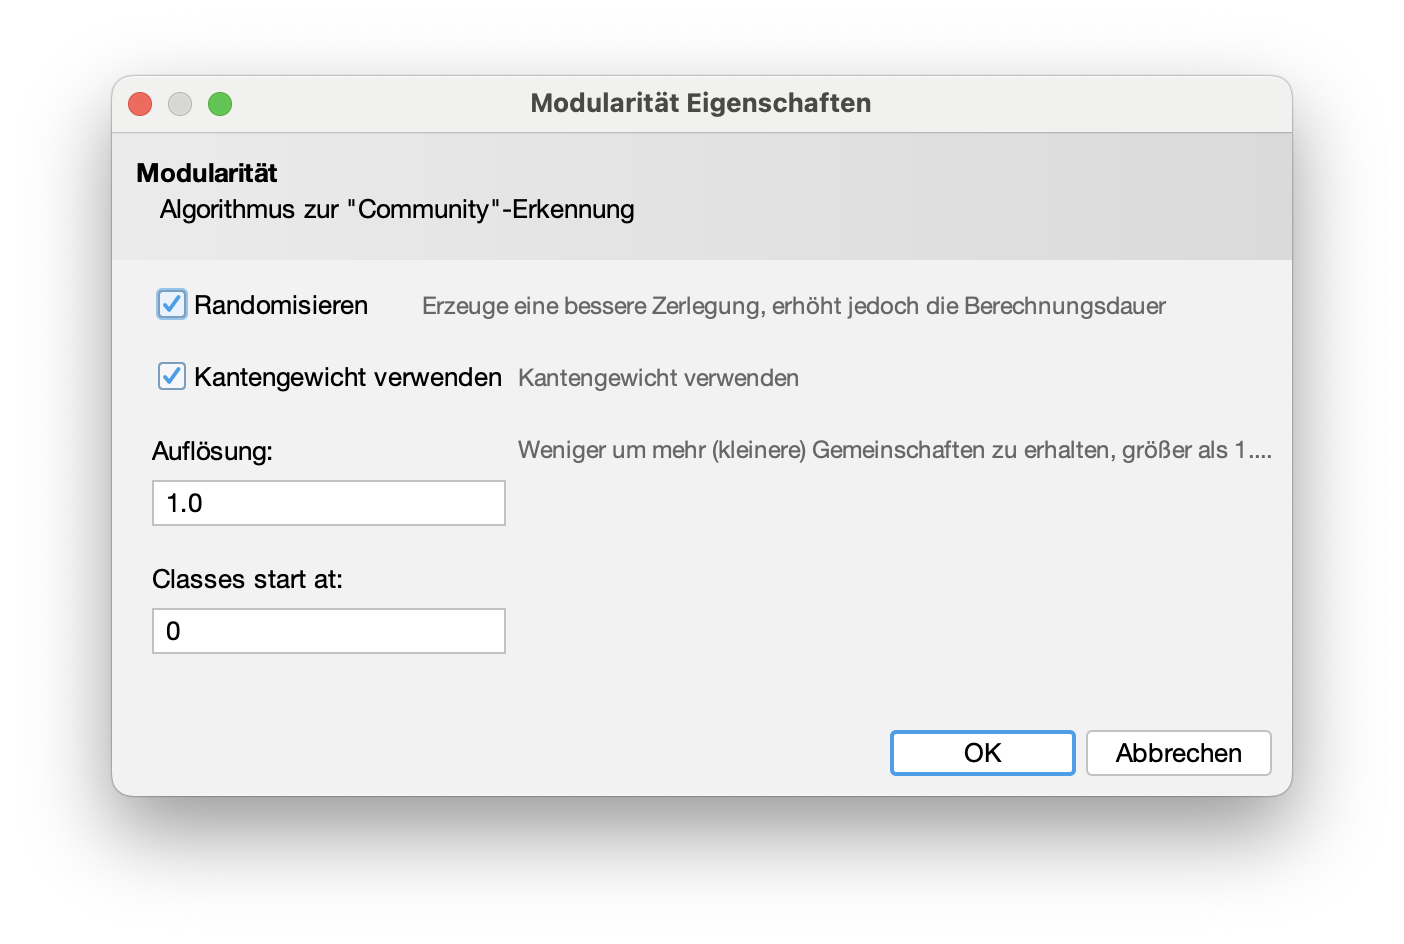 Modularität Eigenschaften
Modularität
Algorithmus zur "Community"-Erkennung
Randomisieren Erzeuge eine bessere Zerlegung, erhöht jedoch die Berechnungsdauer
Kantengewicht verwenden Kantengewicht verwenden
Auflösung: Weniger um mehr (kleinere) Gemeinschaften zu erhalten, größer als 1....
1.0
Classes start at:
0
OK Abbrechen